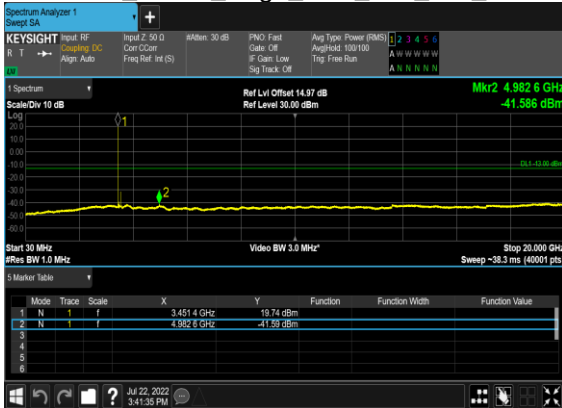 Spectrum Analyzer 1
Swept SA
KEYSIGHT Input: RF Input Z: 50 Ω #Atten: 30 dB PNO: Fast Avg Type: Power (RMS) 1 2 3 4 5 6
R T Coupling: DC Corr CCorr Gate: Off Avg|Hold: 100/100 A W W W W W
Align: Auto Freq Ref: Int (S) IF Gain: Low Trig: Free Run
Sig Track: Off A N N N N N
1 Spectrum Ref Lvl Offset 14.97 dB Mkr2 4.982 6 GHz
Scale/Div 10 dB Ref Level 30.00 dBm -41.586 dBm
Log
20.0
10.0
0.00
-10.0
-20.0
-30.0
-40.0
-50.0
-60.0
1
2
DL1 -13.00 dBm
Start 30 MHz Video BW 3.0 MHz* Stop 20.000 GHz
#Res BW 1.0 MHz Sweep ~38.3 ms (40001 pts)
5 Marker Table
Mode Trace Scale X Y Function Function Width Function Value
1 N 1 f 3.451 4 GHz 19.74 dBm
2 N 1 f 4.982 6 GHz -41.59 dBm
3
4
5
6
? Jul 22, 2022
3:41:35 PM